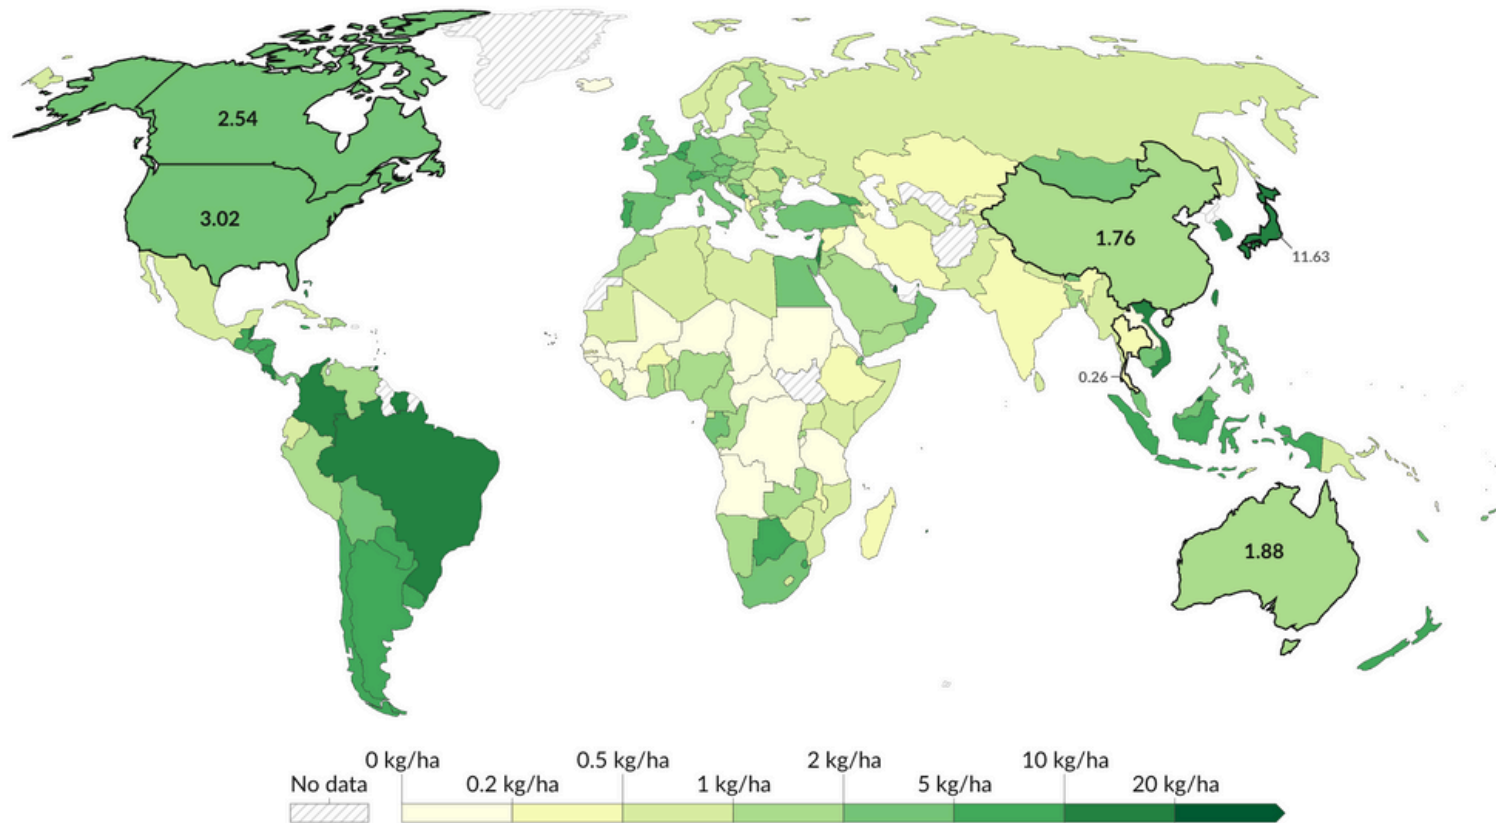 2.54
3.02
1.76
11.63
0.26
1.88
0 kg/ha
0.5 kg/ha
2 kg/ha
10 kg/ha
No data
0.2 kg/ha
1 kg/ha
5 kg/ha
20 kg/ha